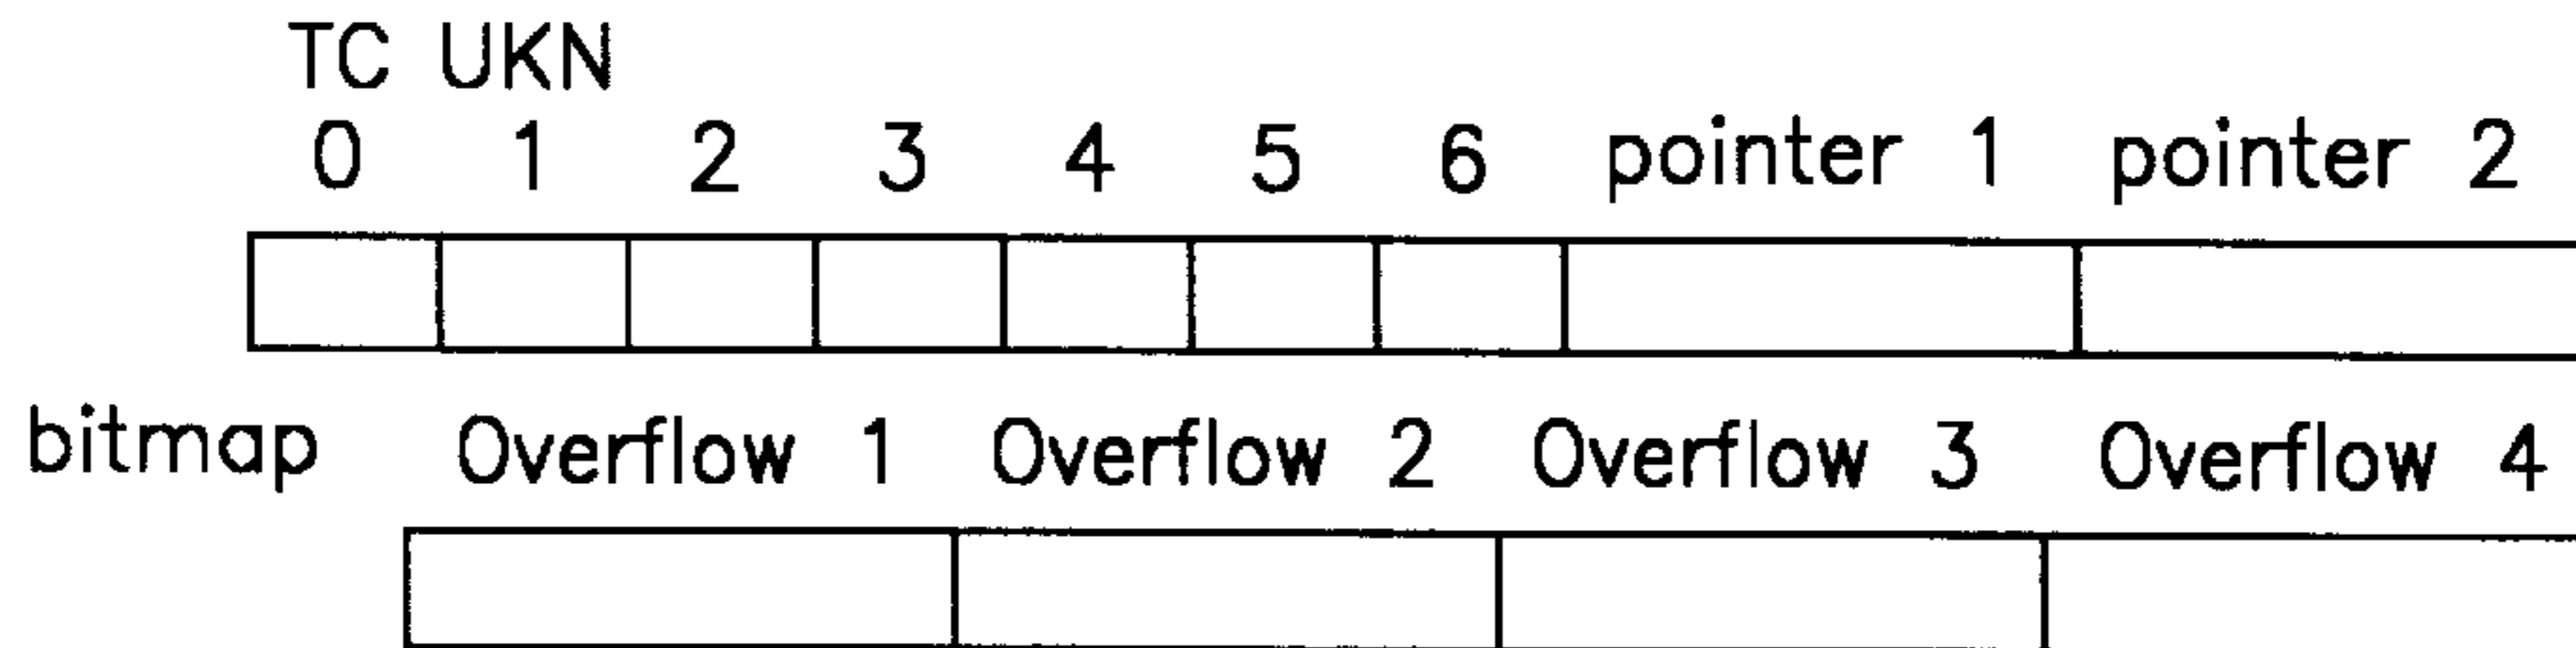 TC UKN
0 1 2 3 4 5 6 pointer 1 pointer 2
bitmap Overflow 1 Overflow 2 Overflow 3 Overflow 4